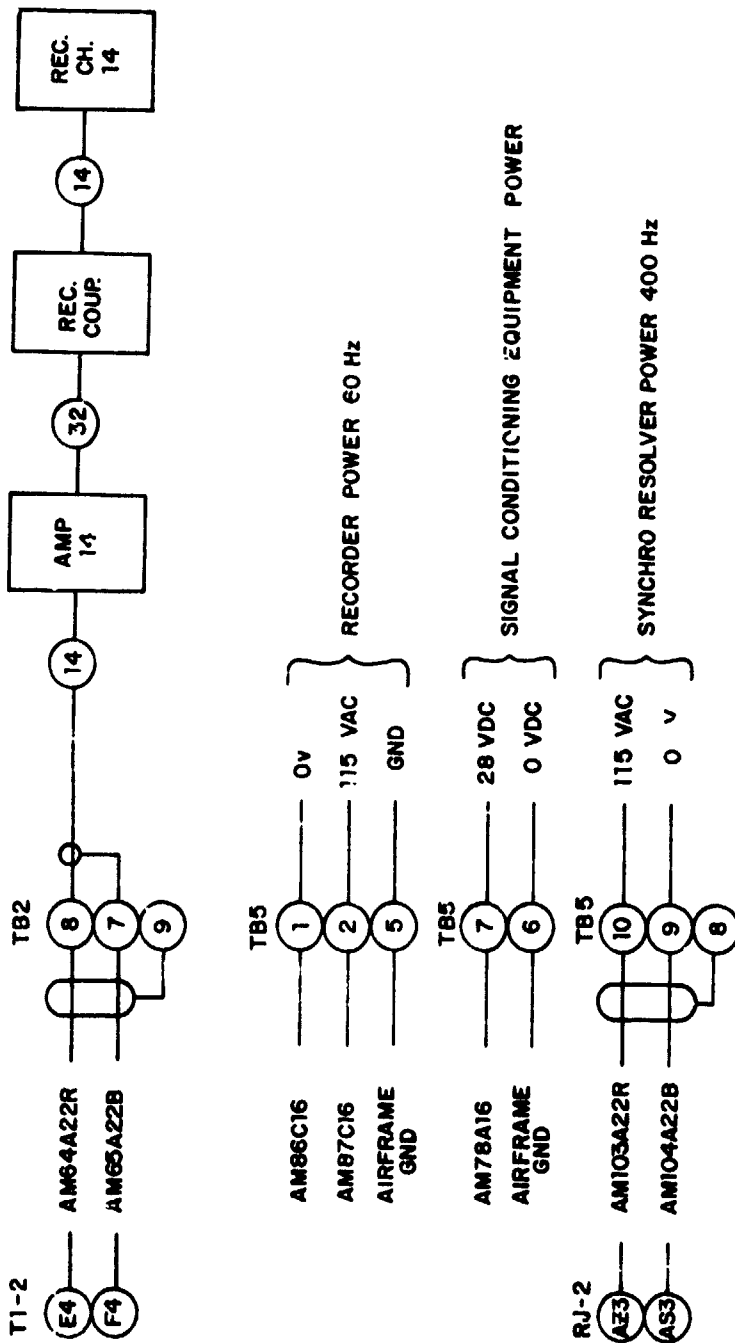 T1-2
E4
AM64A22R
F4
AM65A22B
TB2
8
7
9
14
AMP
14
32
REC.
COUP.
14
REC.
CH.
14
TB5
AM86C16
1
0v
AM87C16
2
115 VAC
AIRFRAME
GND
5
GND
RECORDER POWER 60 Hz
TB5
AM78A16
7
28 VDC
AIRFRAME
GND
6
0 VDC
SIGNAL CONDITIONING EQUIPMENT POWER
RJ-2
TB5
AZ3
AM103A22R
10
115 VAC
AS3
AM104A22B
9
0 v
8
SYNCHRO RESOLVER POWER 400 Hz